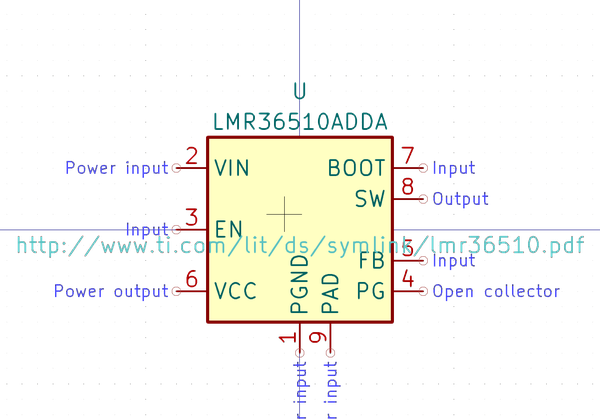 U
LMR36510ADDA
Power input 2 VIN BOOT 7 Input
SW 8 Output
Input 3 EN
http://www.ti.com/lit/ds/symlink/lmr36510.pdf
FB 5 Input
Power output 6 VCC PGND PAD PG 4 Open collector
1 9
r input r input